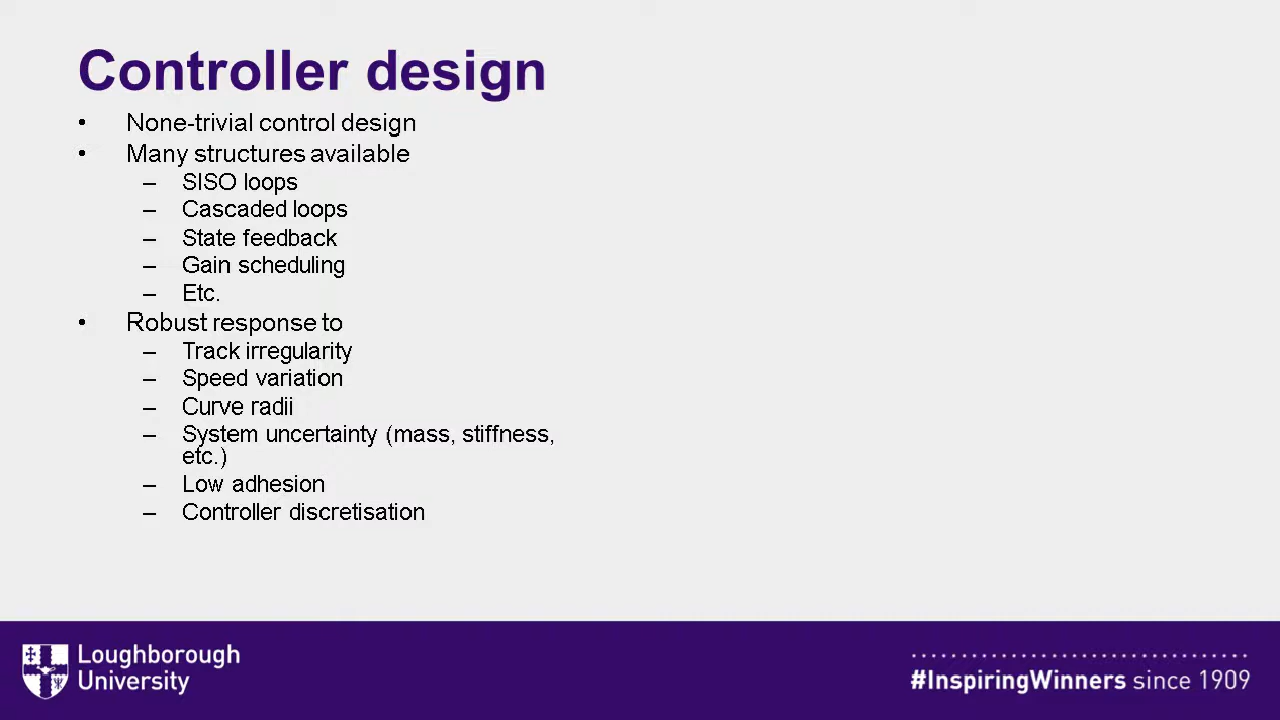 Controller design
• None-trivial control design
• Many structures available
– SISO loops
– Cascaded loops
– State feedback
– Gain scheduling
– Etc.
• Robust response to
– Track irregularity
– Speed variation
– Curve radii
– System uncertainty (mass, stiffness,
etc.)
– Low adhesion
– Controller discretisation
Loughborough
University
#InspiringWinners since 1909